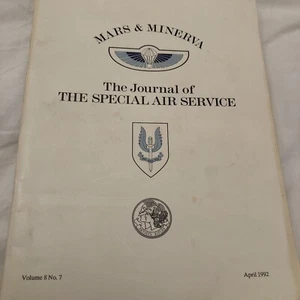 MARS & MINERVA
The Journal of
THE SPECIAL AIR SERVICE
Volume 8 No. 7
April 1992